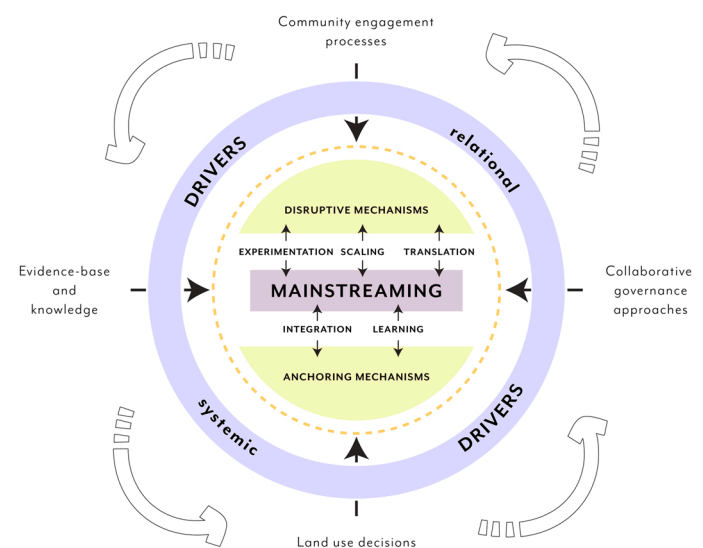 Community engagement
processes
DRIVERS
relational
DISRUPTIVE MECHANISMS
EXPERIMENTATION SCALING TRANSLATION
Evidence-base
and
knowledge
MAINSTREAMING
Collaborative
governance
approaches
INTEGRATION LEARNING
ANCHORING MECHANISMS
systemic
DRIVERS
Land use decisions